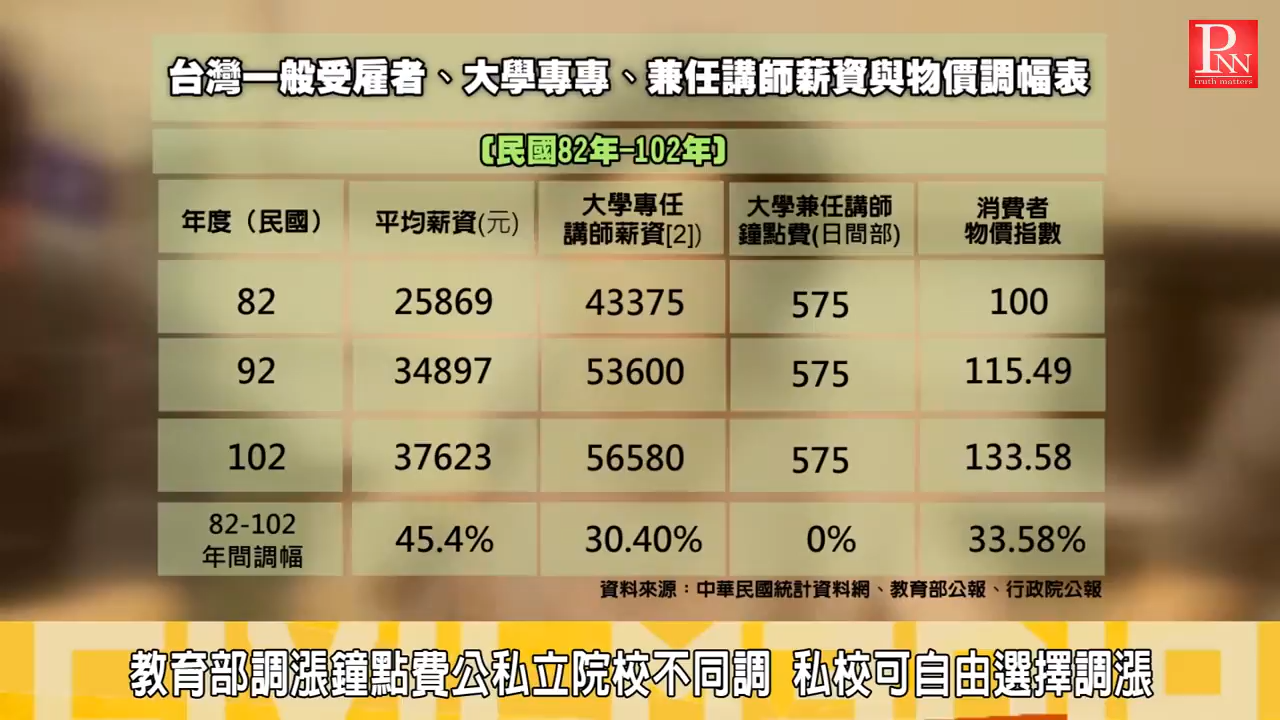 PNN
truth matters
台灣一般受雇者、大學專專、兼任講師薪資與物價調幅表
(民國82年-102年)
年度（民國） 平均薪資(元) 大學專任講師薪資[2]) 大學兼任講師鐘點費(日間部) 消費者物價指數
82 25869 43375 575 100
92 34897 53600 575 115.49
102 37623 56580 575 133.58
82-102年間調幅 45.4% 30.40% 0% 33.58%
資料來源：中華民國統計資料網、教育部公報、行政院公報
教育部調漲鐘點費公私立院校不同調 私校可自由選擇調漲